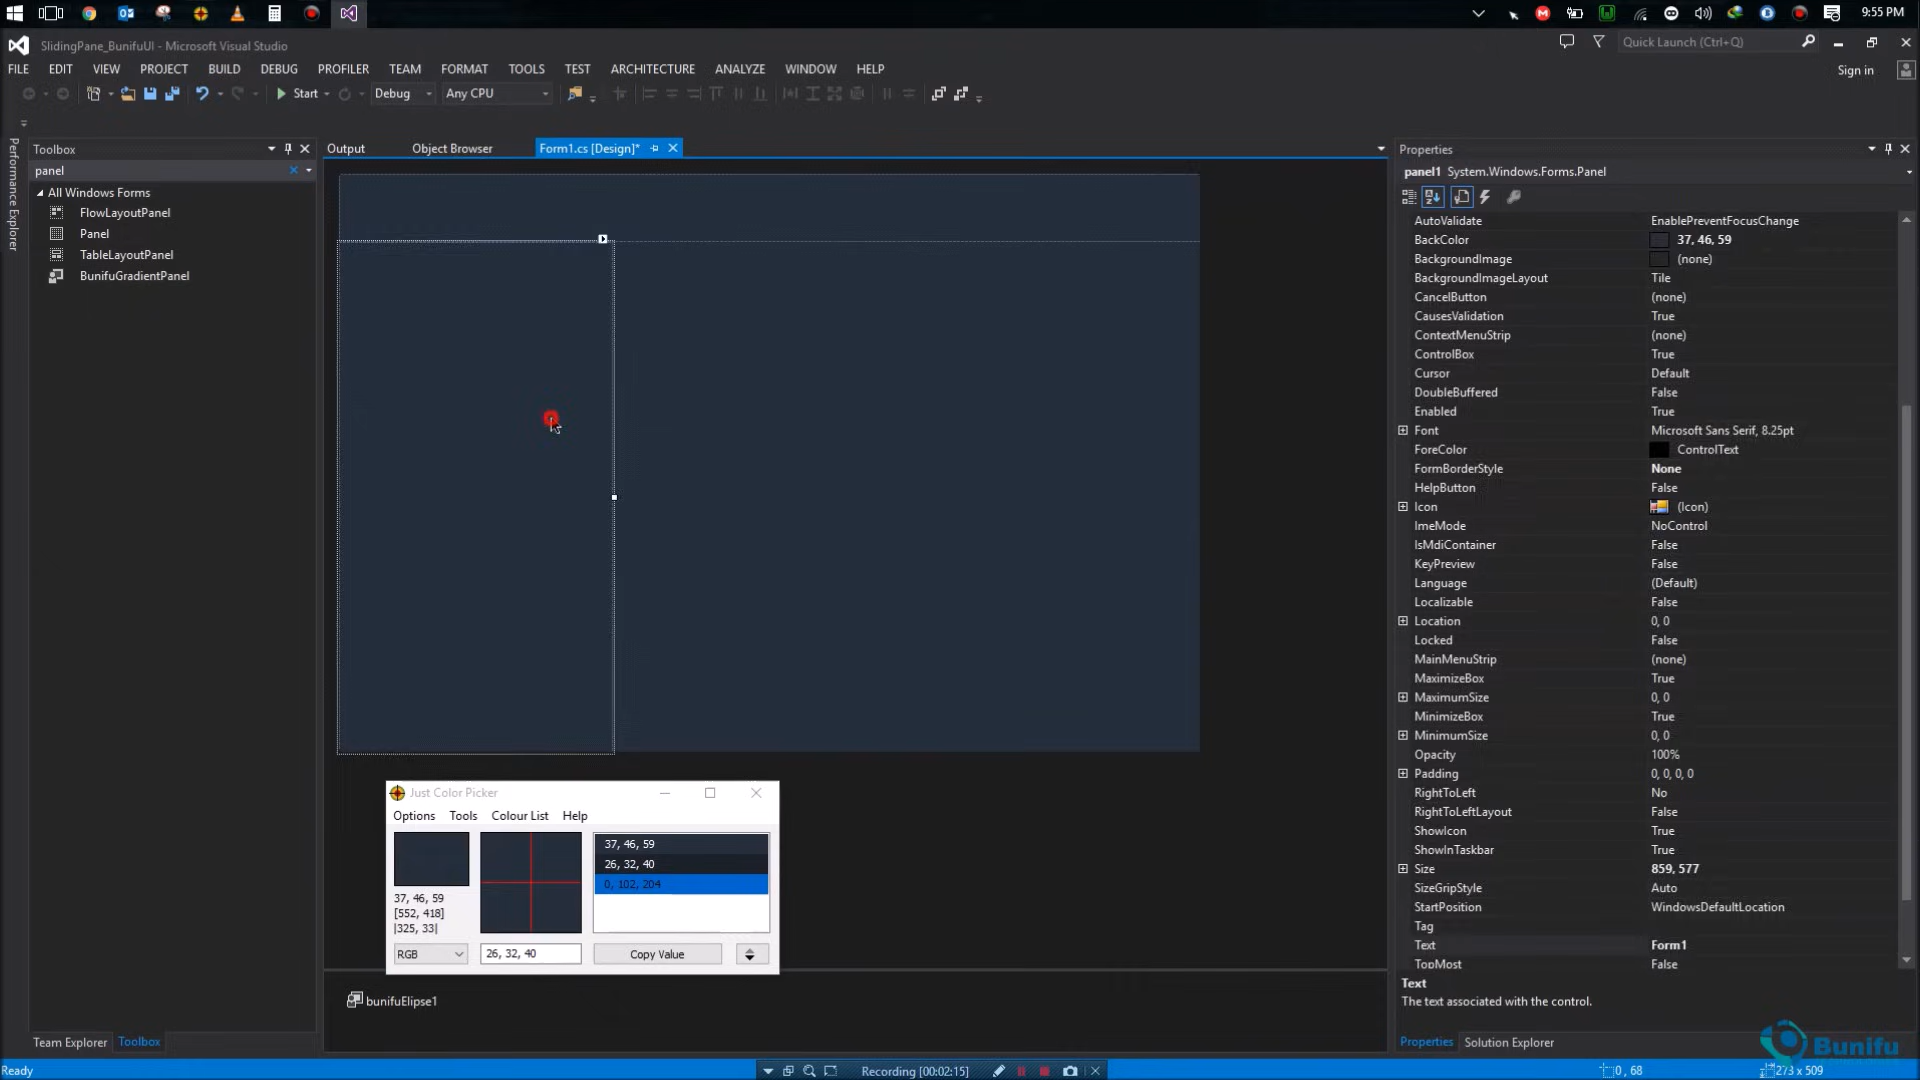 9:55 PM
SlidingPane_BunifuUI - Microsoft Visual Studio
Quick Launch (Ctrl+Q)
FILE EDIT VIEW PROJECT BUILD DEBUG PROFILER TEAM FORMAT TOOLS TEST ARCHITECTURE ANALYZE WINDOW HELP
Sign in
Start Debug Any CPU
Performance Explorer
Toolbox
panel
All Windows Forms
FlowLayoutPanel
Panel
TableLayoutPanel
BunifuGradientPanel
Output Object Browser Form1.cs [Design]*
Properties
panel1 System.Windows.Forms.Panel
AutoValidate EnablePreventFocusChange
BackColor 37, 46, 59
BackgroundImage (none)
BackgroundImageLayout Tile
CancelButton (none)
CausesValidation True
ContextMenuStrip (none)
ControlBox True
Cursor Default
DoubleBuffered False
Enabled True
Font Microsoft Sans Serif, 8.25pt
ForeColor ControlText
FormBorderStyle None
HelpButton False
Icon (Icon)
ImeMode NoControl
IsMdiContainer False
KeyPreview False
Language (Default)
Localizable False
Location 0, 0
Locked False
MainMenuStrip (none)
MaximizeBox True
MaximumSize 0, 0
MinimizeBox True
MinimumSize 0, 0
Opacity 100%
Padding 0, 0, 0, 0
RightToLeft No
RightToLeftLayout False
ShowIcon True
ShowInTaskbar True
Size 859, 577
SizeGripStyle Auto
StartPosition WindowsDefaultLocation
Tag
Text Form1
TopMost False
Text
The text associated with the control.
Just Color Picker
Options Tools Colour List Help
37, 46, 59
26, 32, 40
0, 102, 204
37, 46, 59
[552, 418]
|325, 33|
RGB 26, 32, 40 Copy Value
bunifuElipse1
Team Explorer Toolbox
Properties Solution Explorer
Bunifu
Ready
Recording [00:02:15]
0 , 68
273 x 509